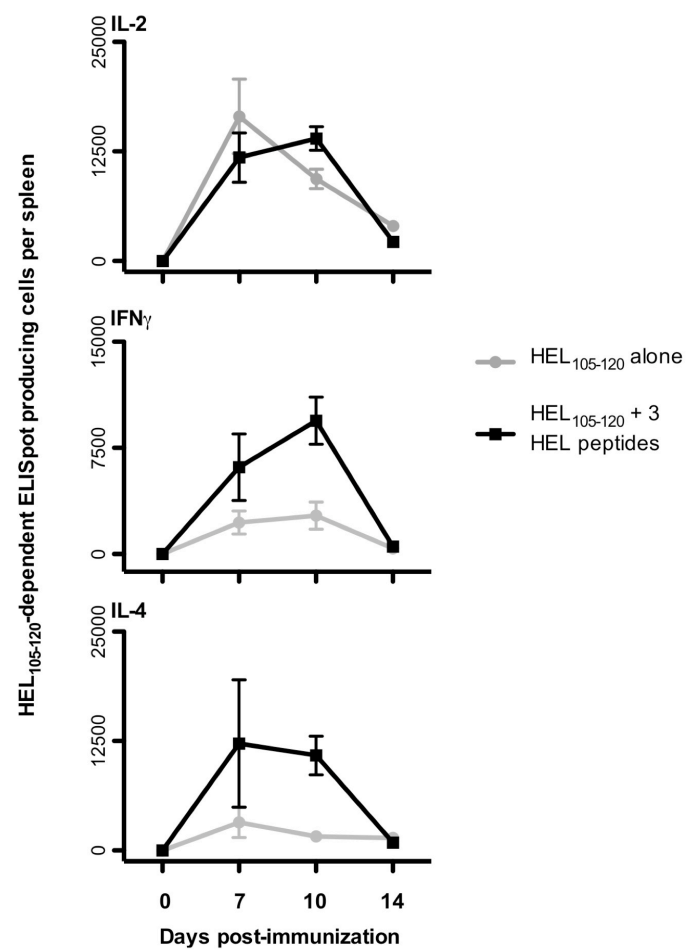 IL-2
25000
12500
0
IFNγ
15000
7500
0
HEL105-120 alone
HEL105-120 + 3
HEL peptides
IL-4
25000
12500
0
HEL105-120-dependent ELISpot producing cells per spleen
0 7 10 14
Days post-immunization